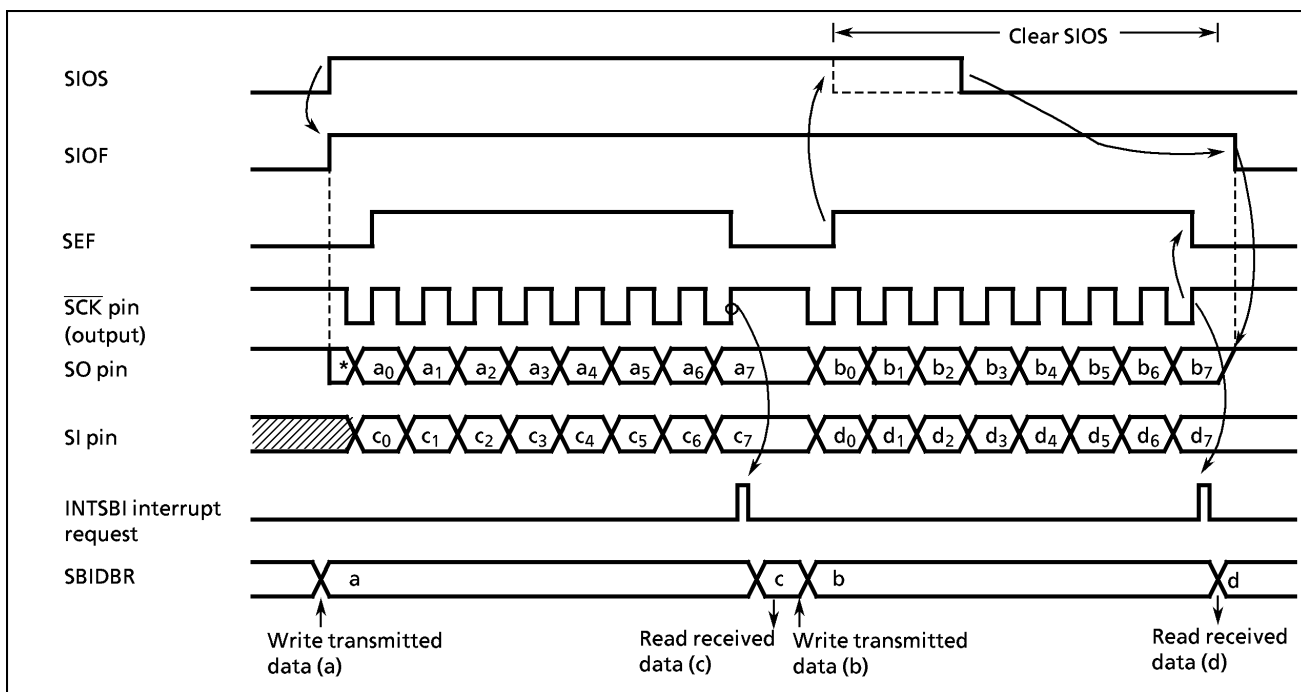 Clear SIOS
SIOS
SIOF
SEF
SCK pin
(output)
SO pin
* a0 a1 a2 a3 a4 a5 a6 a7 b0 b1 b2 b3 b4 b5 b6 b7
SI pin
c0 c1 c2 c3 c4 c5 c6 c7 d0 d1 d2 d3 d4 d5 d6 d7
INTSBI interrupt
request
SBIDBR
a c b d
Write transmitted
data (a)
Read received
data (c)
Write transmitted
data (b)
Read received
data (d)